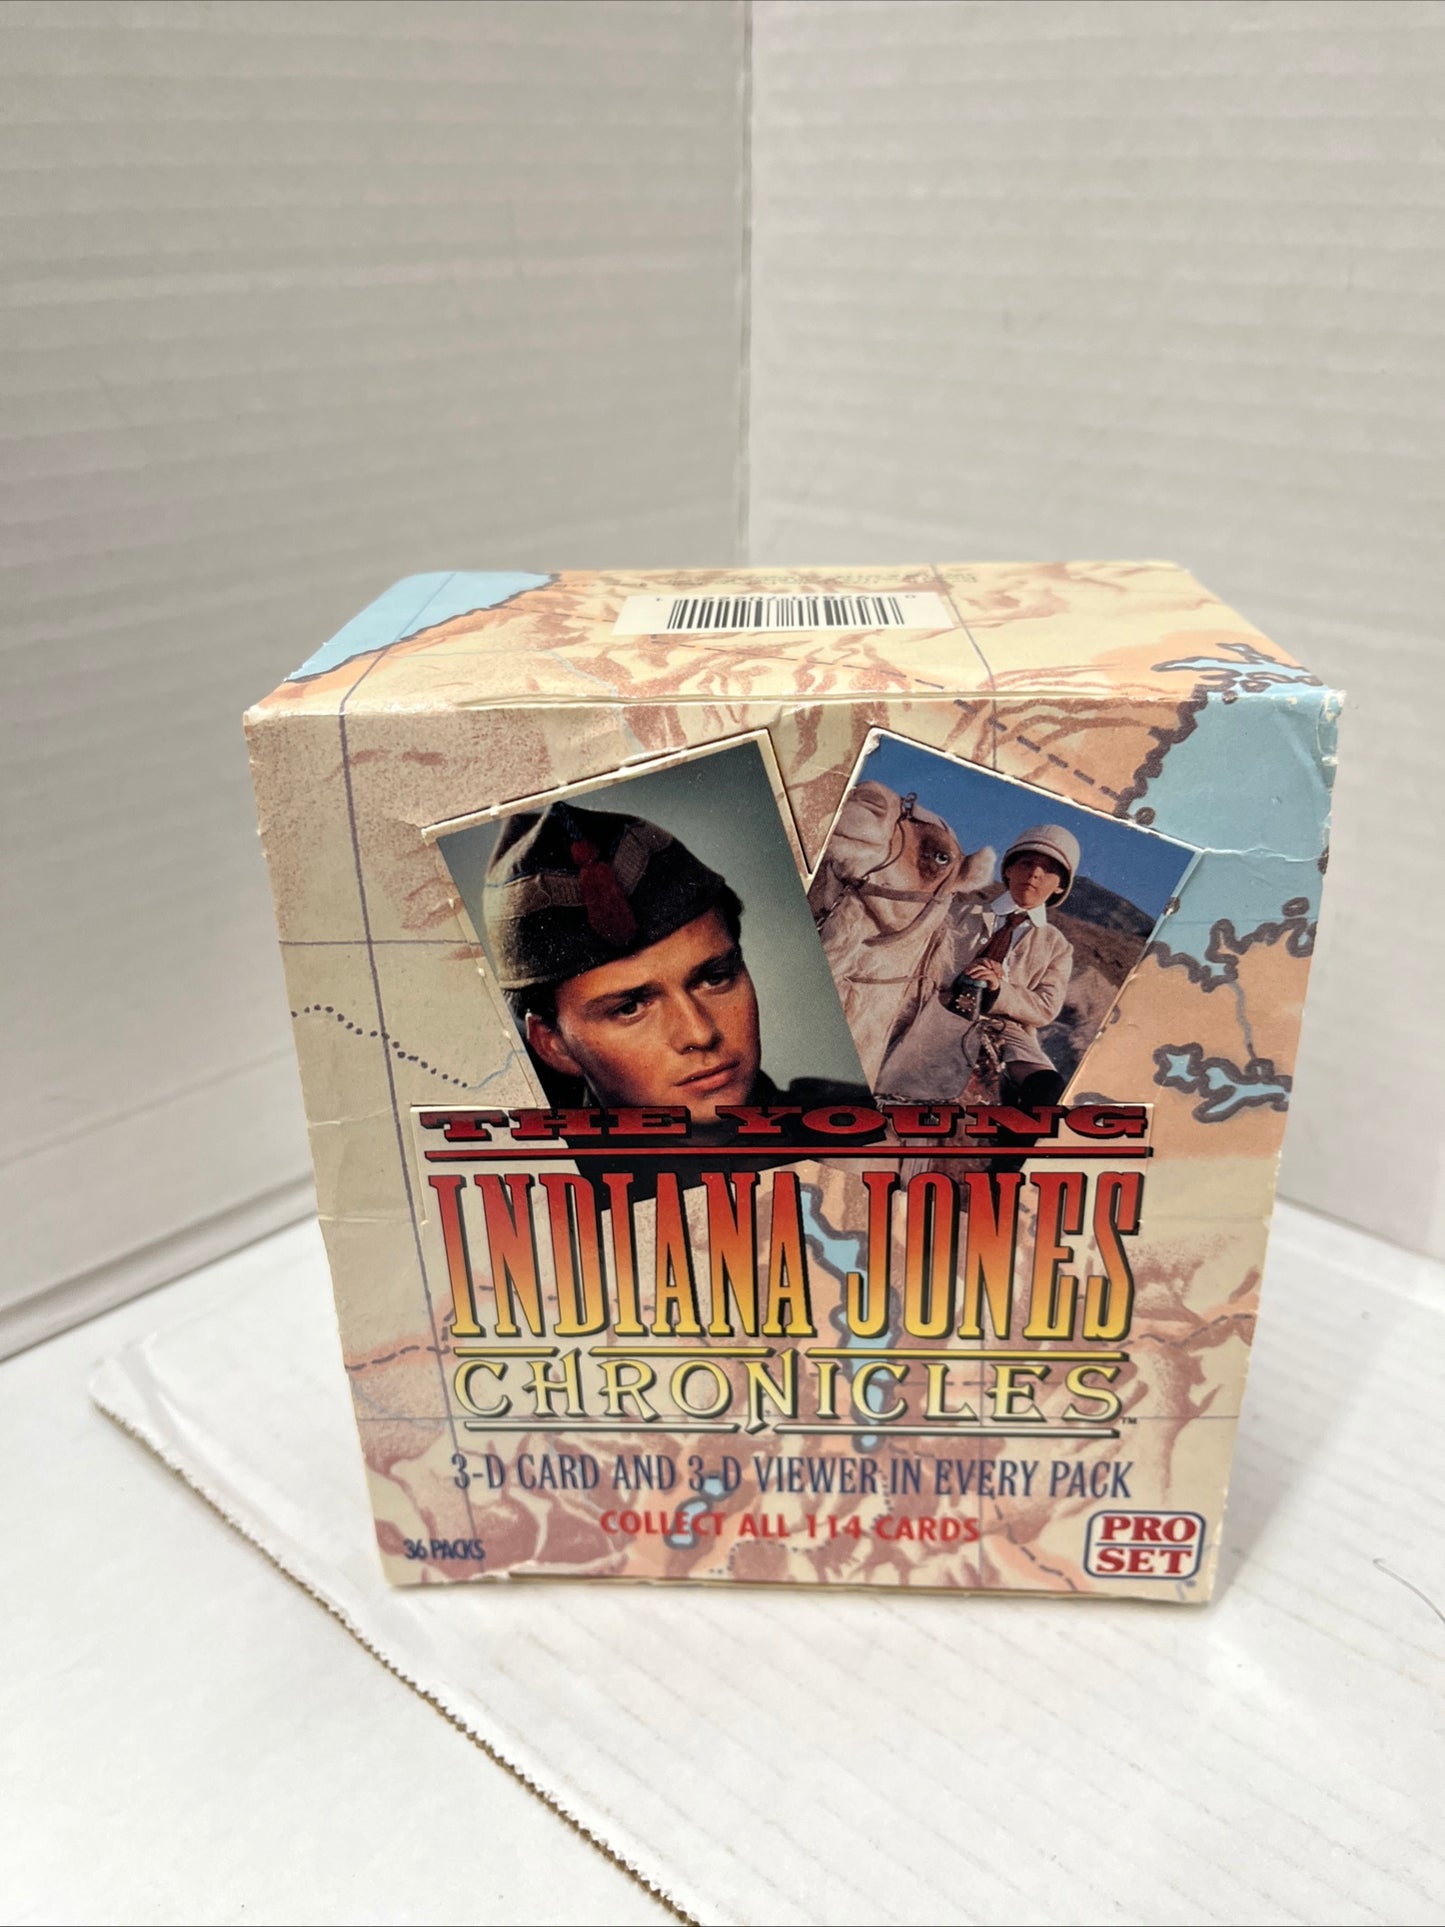 THE YOUNG
INDIANA JONES
CHRONICLES™
3-D CARD AND 3-D VIEWER IN EVERY PACK
COLLECT ALL 114 CARDS
36 PACKS
PRO
SET